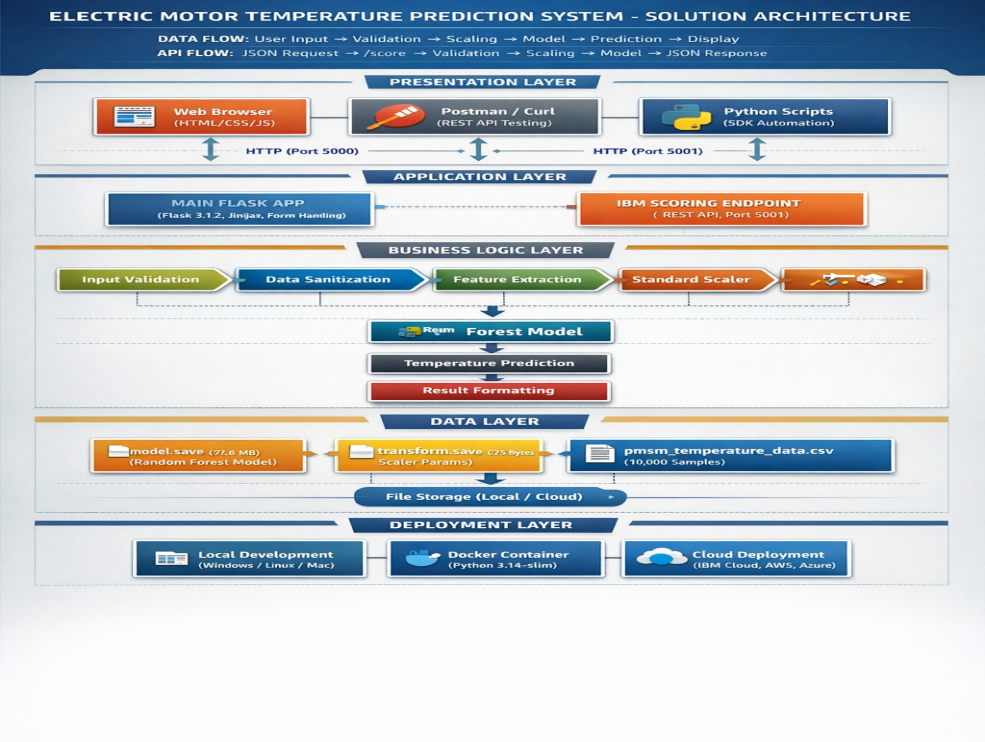 ELECTRIC MOTOR TEMPERATURE PREDICTION SYSTEM - SOLUTION ARCHITECTURE
DATA FLOW: User Input → Validation → Scaling → Model → Prediction → Display
API FLOW: JSON Request → /score → Validation → Scaling → Model → JSON Response
PRESENTATION LAYER
Web Browser
(HTML/CSS/JS)
Postman / Curl
(REST API Testing)
Python Scripts
(SDK Automation)
HTTP (Port 5000)
HTTP (Port 5001)
APPLICATION LAYER
MAIN FLASK APP
(Flask 3.1.2, Jinjas, Form Handling)
IBM SCORING ENDPOINT
( REST API, Port 5001)
BUSINESS LOGIC LAYER
Input Validation
Data Sanitization
Feature Extraction
Standard Scaler
Forest Model
Temperature Prediction
Result Formatting
DATA LAYER
model.save (77.6 MB)
(Random Forest Model)
transform.save Bytes
Scaler Params)
pmsm_temperature_data.csv
(10,000 Samples)
File Storage (Local / Cloud)
DEPLOYMENT LAYER
Local Development
(Windows / Linux / Mac)
Docker Container
(Python 3.14-slim)
Cloud Deployment
(IBM Cloud, AWS, Azure)